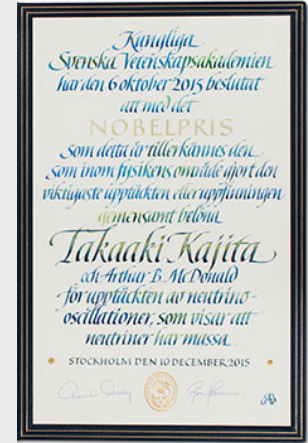 Kungliga
Svenska Vetenskapsakademien
har den 6 oktober 2015 beslutat
att med det
NOBELPRIS
som detta år tillerkännes den
som inom fysikens område gjort den
viktigaste upptäckten eller uppfinningen
gemensamt belöna
Takaaki Kajita
och Arthur B. McDonald
för upptäckten av neutrino-
oscillationer, som visar att
neutriner har massa
STOCKHOLM DEN 10 DECEMBER 2015